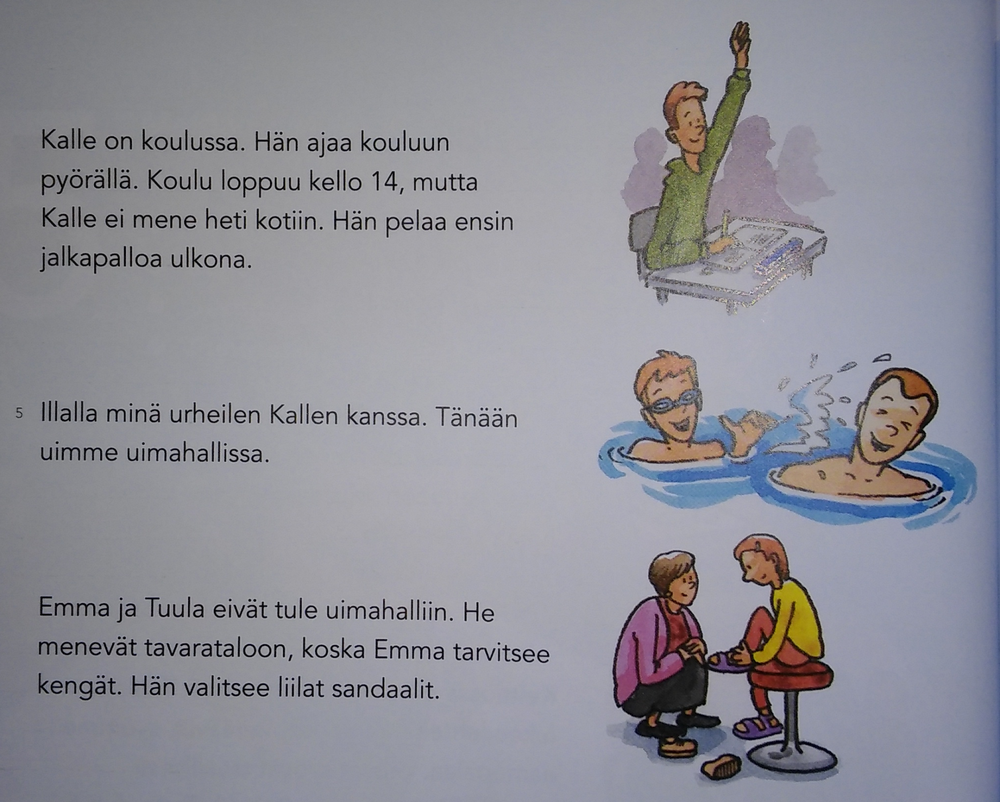 Kalle on koulussa. Hän ajaa kouluun
pyörällä. Koulu loppuu kello 14, mutta
Kalle ei mene heti kotiin. Hän pelaa ensin
jalkapalloa ulkona.
5 Illalla minä urheilen Kallen kanssa. Tänään
uimme uimahallissa.
Emma ja Tuula eivät tule uimahalliin. He
menevät tavarataloon, koska Emma tarvitsee
kengät. Hän valitsee liilat sandaalit.